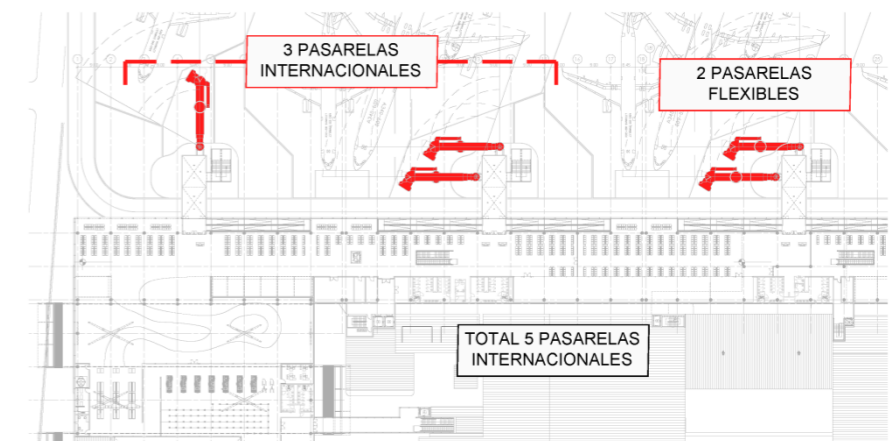 3 PASARELAS
INTERNACIONALES
2 PASARELAS
FLEXIBLES
TOTAL 5 PASARELAS
INTERNACIONALES